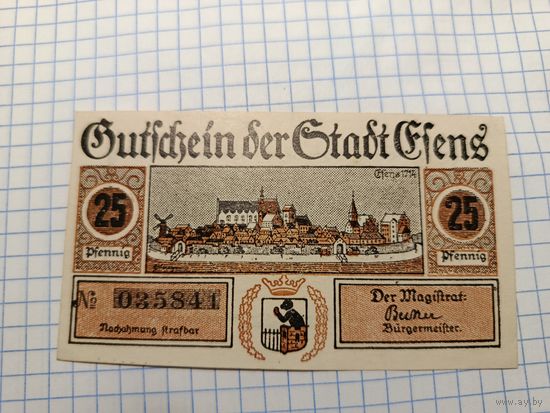 Gutschein der Stadt Esens
Esens 1714
25
Pfennig
25
Pfennig
№ 035841
Nachahmung strafbar
Der Magistrat:
Becker
Bürgermeister.
www.ay.by